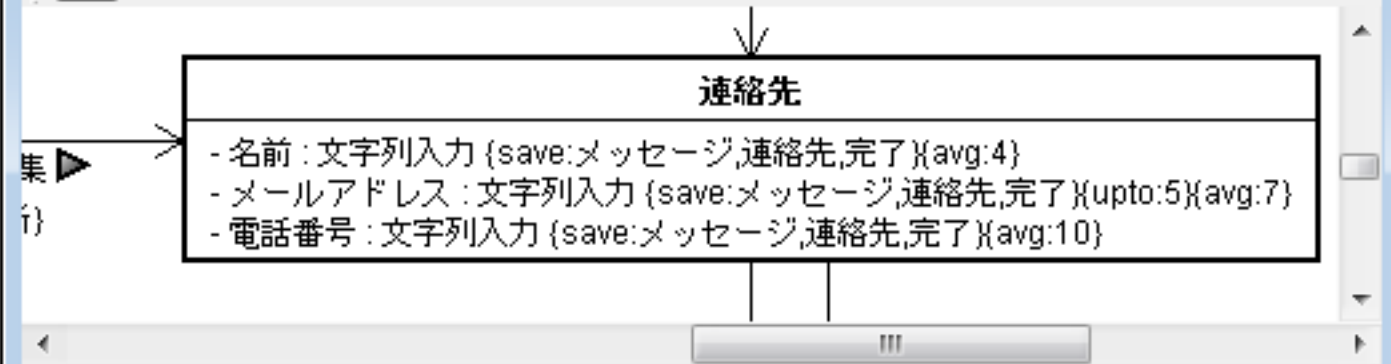 連絡先
- 名前 : 文字列入力 {save:メッセージ,連絡先,完了}{avg:4}
集
- メールアドレス : 文字列入力 {save:メッセージ,連絡先,完了}{upto:5}{avg:7}
- 電話番号 : 文字列入力 {save:メッセージ,連絡先,完了}{avg:10}